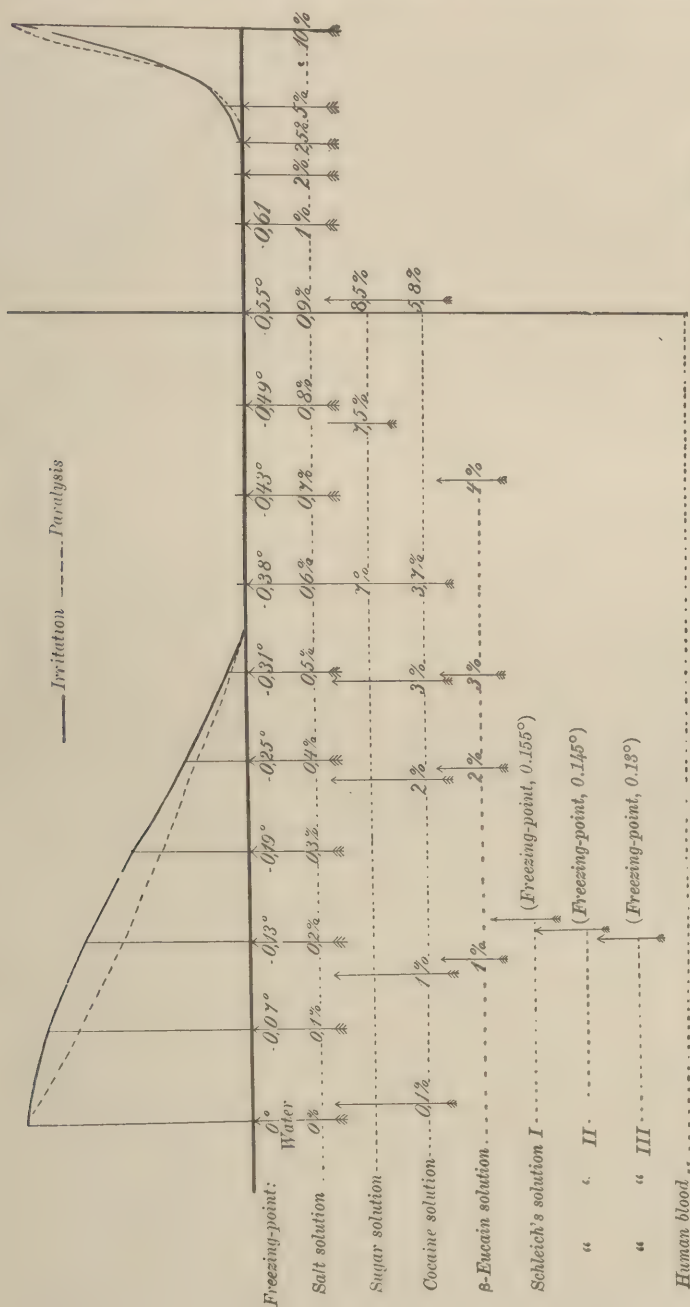 Irritation Paralysis
Freezing-point: 0° -0,07° -0,13° -0,19° -0,25° -0,31° -0,38° -0,43° -0,49° -0,55° -0,61
Water
Salt solution 0% 0,1% 0,2% 0,3% 0,4% 0,5% 0,6% 0,7% 0,8% 0,9% 1% 2% 2,5% 5% 10%
Sugar solution 7% 7,5% 8,5%
Cocaine solution 0,1% 1% 2% 3% 3,7% 5,8%
β-Eucain solution 1% 2% 3% 4%
Schleich's solution I (Freezing-point, 0.155°)
" " II (Freezing-point, 0.145°)
" " III (Freezing-point, 0.13°)
Human blood